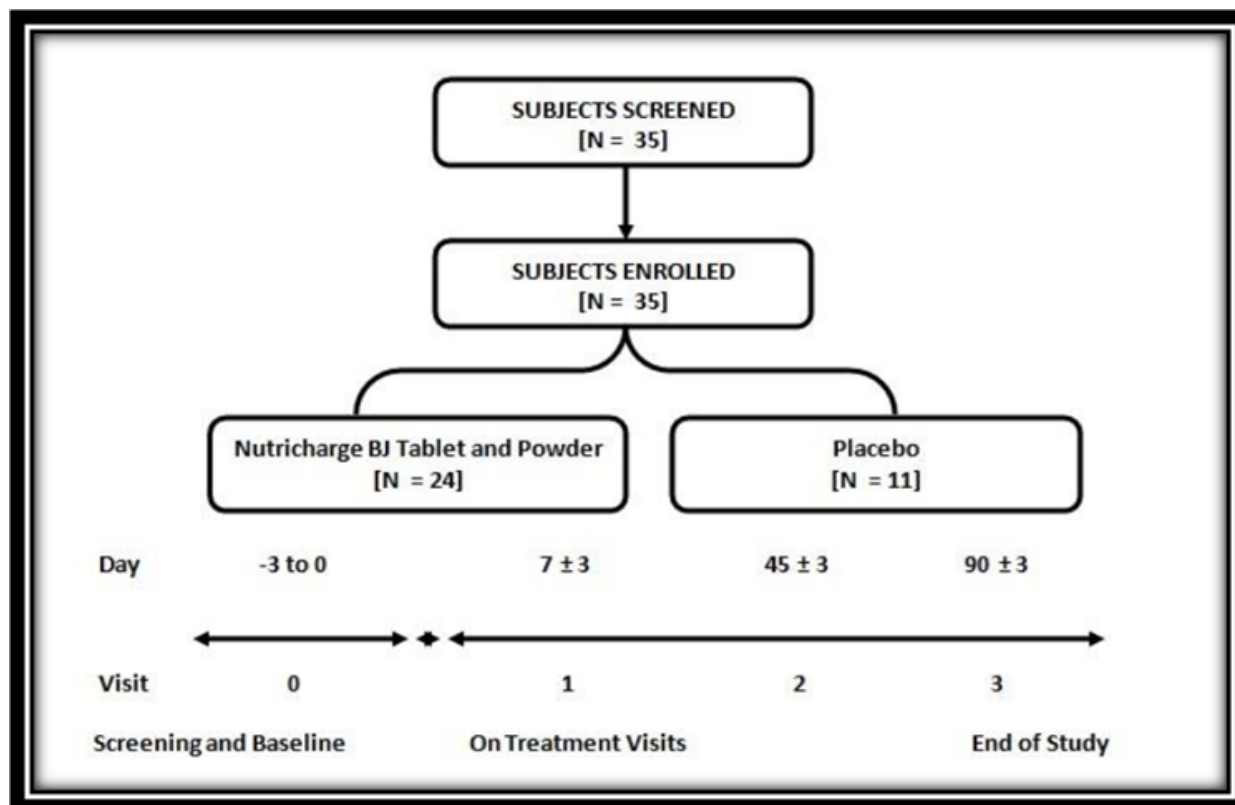 SUBJECTS SCREENED
[N = 35]
SUBJECTS ENROLLED
[N = 35]
Nutricharge BJ Tablet and Powder
[N = 24]
Placebo
[N = 11]
Day -3 to 0 7 ± 3 45 ± 3 90 ± 3
Visit 0 1 2 3
Screening and Baseline On Treatment Visits End of Study